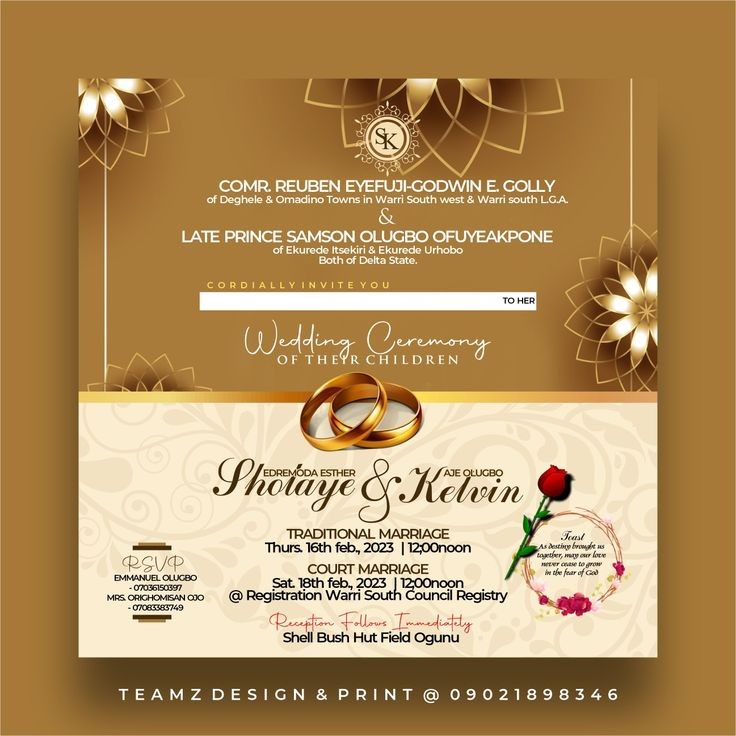 SK
COMR. REUBEN EYEFUJI-GODWIN E. GOLLY
of Deghele & Omadino Towns in Warri South west & Warri south L.G.A.
&
LATE PRINCE SAMSON OLUGBO OFUYEAKPONE
of Ekurede Itsekiri & Ekurede Urhobo
Both of Delta State.
CORDIALLY INVITE YOU
TO HER
Wedding Ceremony
OF THEIR CHILDREN
EDREMODA ESTHER
Sholaye & Kelvin
AJE OLUGBO
TRADITIONAL MARRIAGE
Thurs. 16th feb., 2023 | 12;00noon
COURT MARRIAGE
Sat. 18th feb., 2023 | 12;00noon
@ Registration Warri South Council Registry
Reception Follows Immediately
Shell Bush Hut Field Ogunu
RSVP
EMMANUEL OLUGBO
- 07036150397
MRS. ORIGHOMISAN OJO
- 07083383749
Toast
As destiny brought us
together, may our love
never cease to grow
in the fear of God
TEAMZ DESIGN & PRINT @ 09021898346